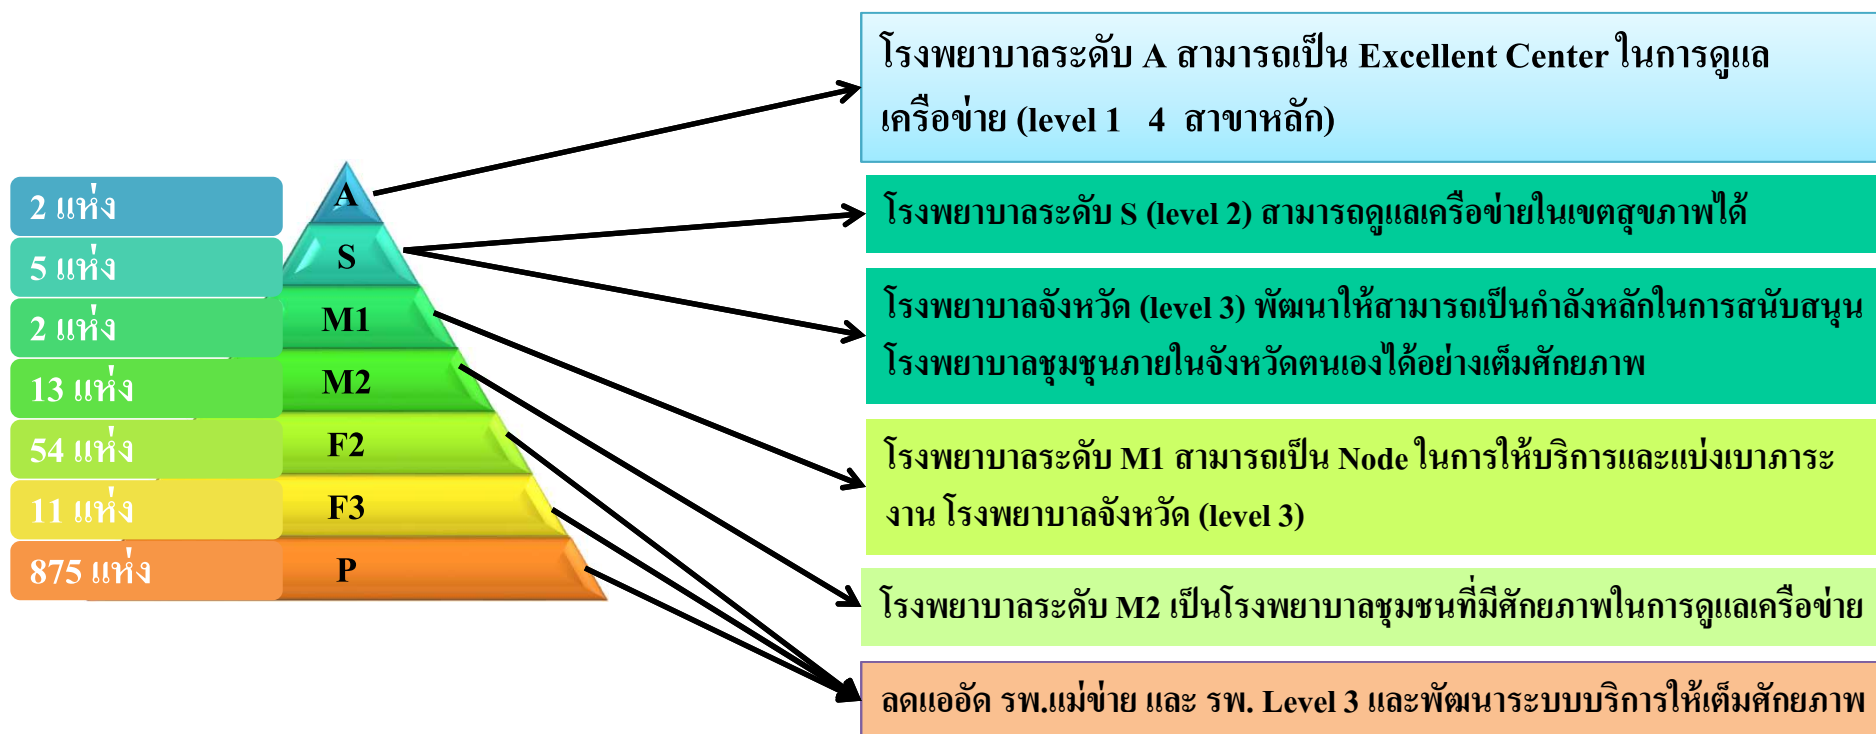 โรงพยาบาลระดับ A สามารถเป็น Excellent Center ในการดูแล
เครือข่าย (level 1 4 สาขาหลัก)
2 แห่ง
A
โรงพยาบาลระดับ S (level 2) สามารถดูแลเครือข่ายในเขตสุขภาพได้
5 แห่ง
S
โรงพยาบาลจังหวัด (level 3) พัฒนาให้สามารถเป็นกำลังหลักในการสนับสนุน
โรงพยาบาลชุมชุนภายในจังหวัดตนเองได้อย่างเต็มศักยภาพ
2 แห่ง
M1
13 แห่ง
M2
54 แห่ง
F2
โรงพยาบาลระดับ M1 สามารถเป็น Node ในการให้บริการและแบ่งเบาภาระ
งาน โรงพยาบาลจังหวัด (level 3)
11 แห่ง
F3
875 แห่ง
P
โรงพยาบาลระดับ M2 เป็นโรงพยาบาลชุมชนที่มีศักยภาพในการดูแลเครือข่าย
ลดแออัด รพ.แม่ข่าย และ รพ. Level 3 และพัฒนาระบบบริการให้เต็มศักยภาพ